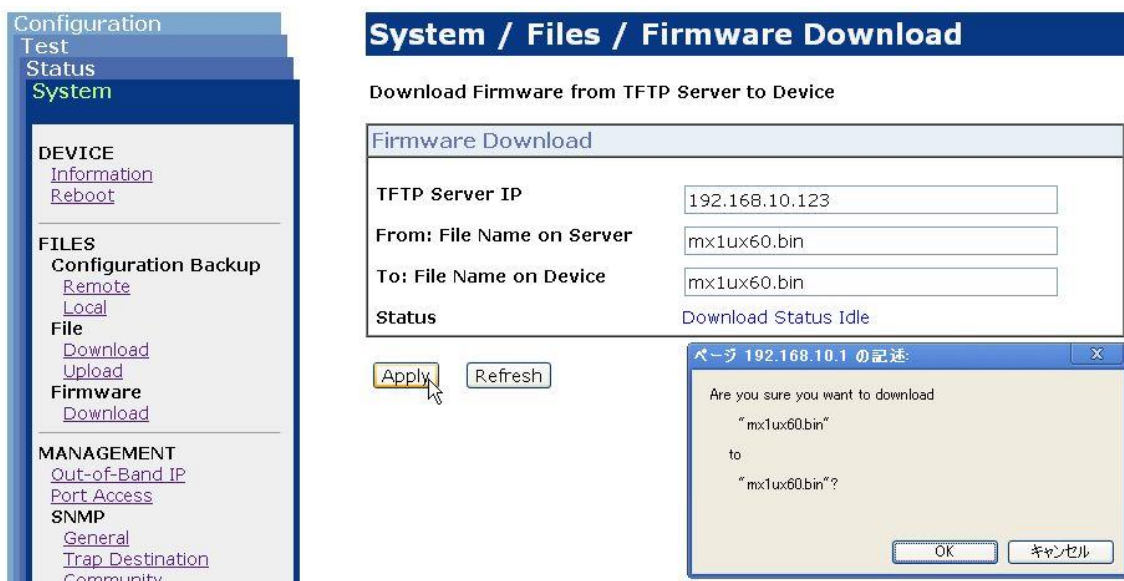 Configuration
Test
Status
System
DEVICE
Information
Reboot
FILES
Configuration Backup
Remote
Local
File
Download
Upload
Firmware
Download
MANAGEMENT
Out-of-Band IP
Port Access
SNMP
General
Trap Destination
Community
System / Files / Firmware Download
Download Firmware from TFTP Server to Device
Firmware Download
TFTP Server IP 192.168.10.123
From: File Name on Server mx1ux60.bin
To: File Name on Device mx1ux60.bin
Status Download Status Idle
Apply Refresh
ページ 192.168.10.1 の記述:
Are you sure you want to download
"mx1ux60.bin"
to
"mx1ux60.bin"?
OK キャンセル